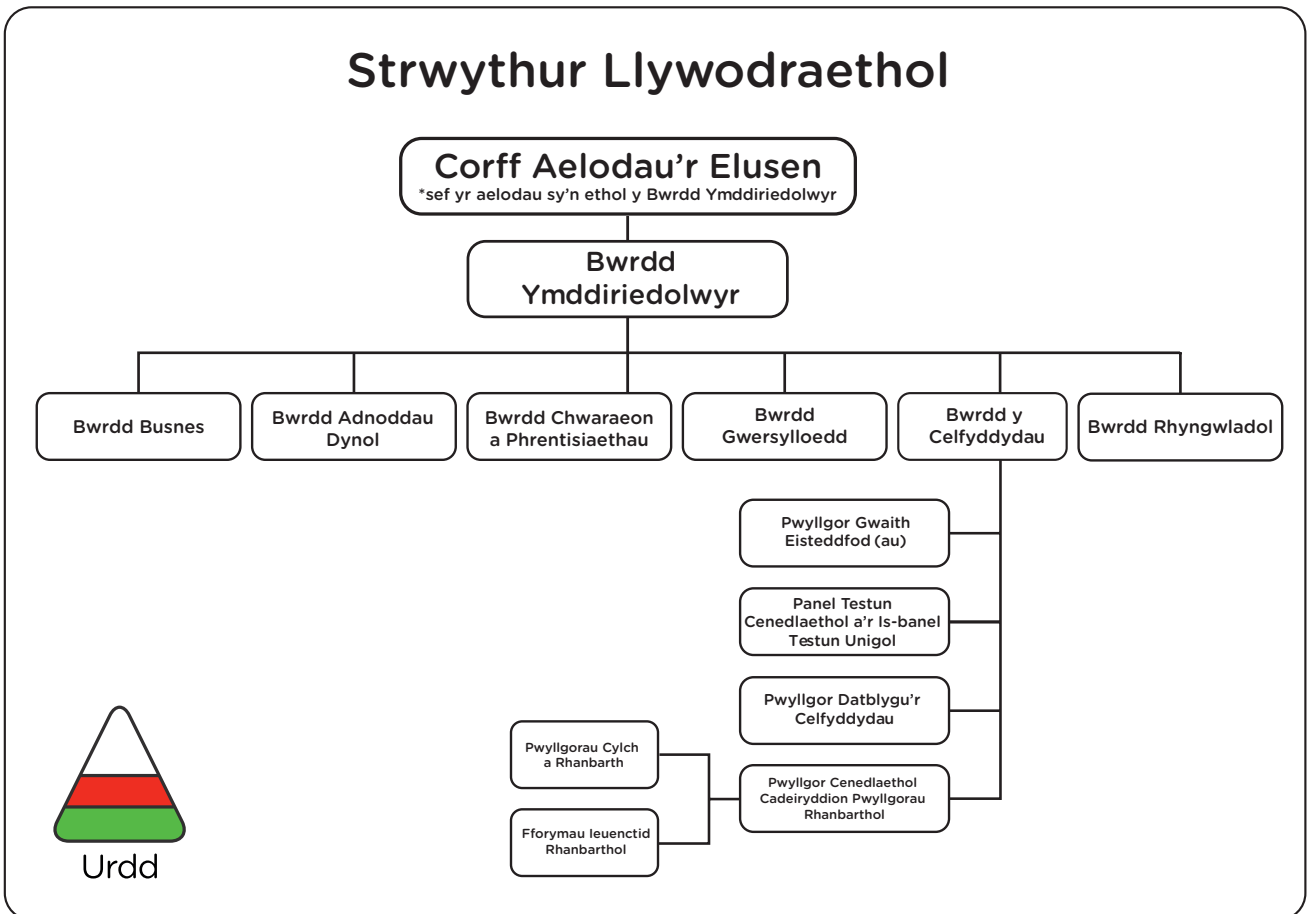 Strwythur Llywodraethol
Corff Aelodau'r Elusen
*sef yr aelodau sy'n ethol y Bwrdd Ymddiriedolwyr
Bwrdd
Ymddiriedolwyr
Bwrdd Busnes
Bwrdd Adnoddau
Dynol
Bwrdd Chwaraeon
a Phrentisiaethau
Bwrdd
Gwersylloedd
Bwrdd y
Celfyddydau
Bwrdd Rhyngwladol
Pwyllgor Gwaith
Eisteddfod (au)
Panel Testun
Cenedlaethol a'r Is-banel
Testun Unigol
Pwyllgor Datblygu'r
Celfyddydau
Pwyllgorau Cylch
a Rhanbarth
Pwyllgor Cenedlaethol
Cadeiryddion Pwyllgorau
Rhanbarthol
Fforymau Ieuenctid
Rhanbarthol
Urdd